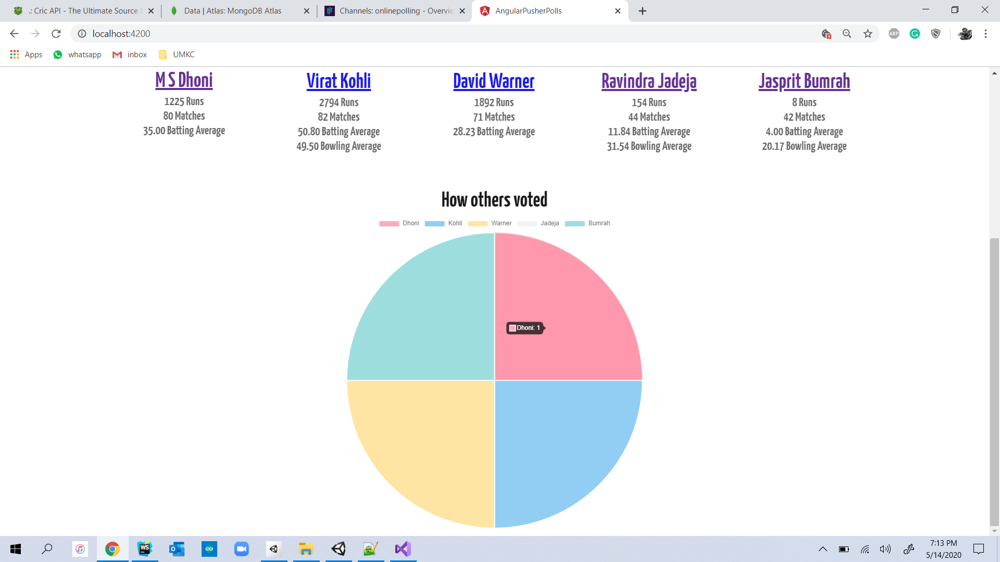 .: Cric API - The Ultimate Source f
Data | Atlas: MongoDB Atlas
Channels: onlinepolling - Overvie
AngularPusherPolls
localhost:4200
ABP
Apps
whatsapp
inbox
UMKC
M S Dhoni
1225 Runs
80 Matches
35.00 Batting Average
Virat Kohli
2794 Runs
82 Matches
50.80 Batting Average
49.50 Bowling Average
David Warner
1892 Runs
71 Matches
28.23 Batting Average
Ravindra Jadeja
154 Runs
44 Matches
11.84 Batting Average
31.54 Bowling Average
Jasprit Bumrah
8 Runs
42 Matches
4.00 Batting Average
20.17 Bowling Average
How others voted
Dhoni Kohli Warner Jadeja Bumrah
Dhoni: 1
WS
7:13 PM
5/14/2020